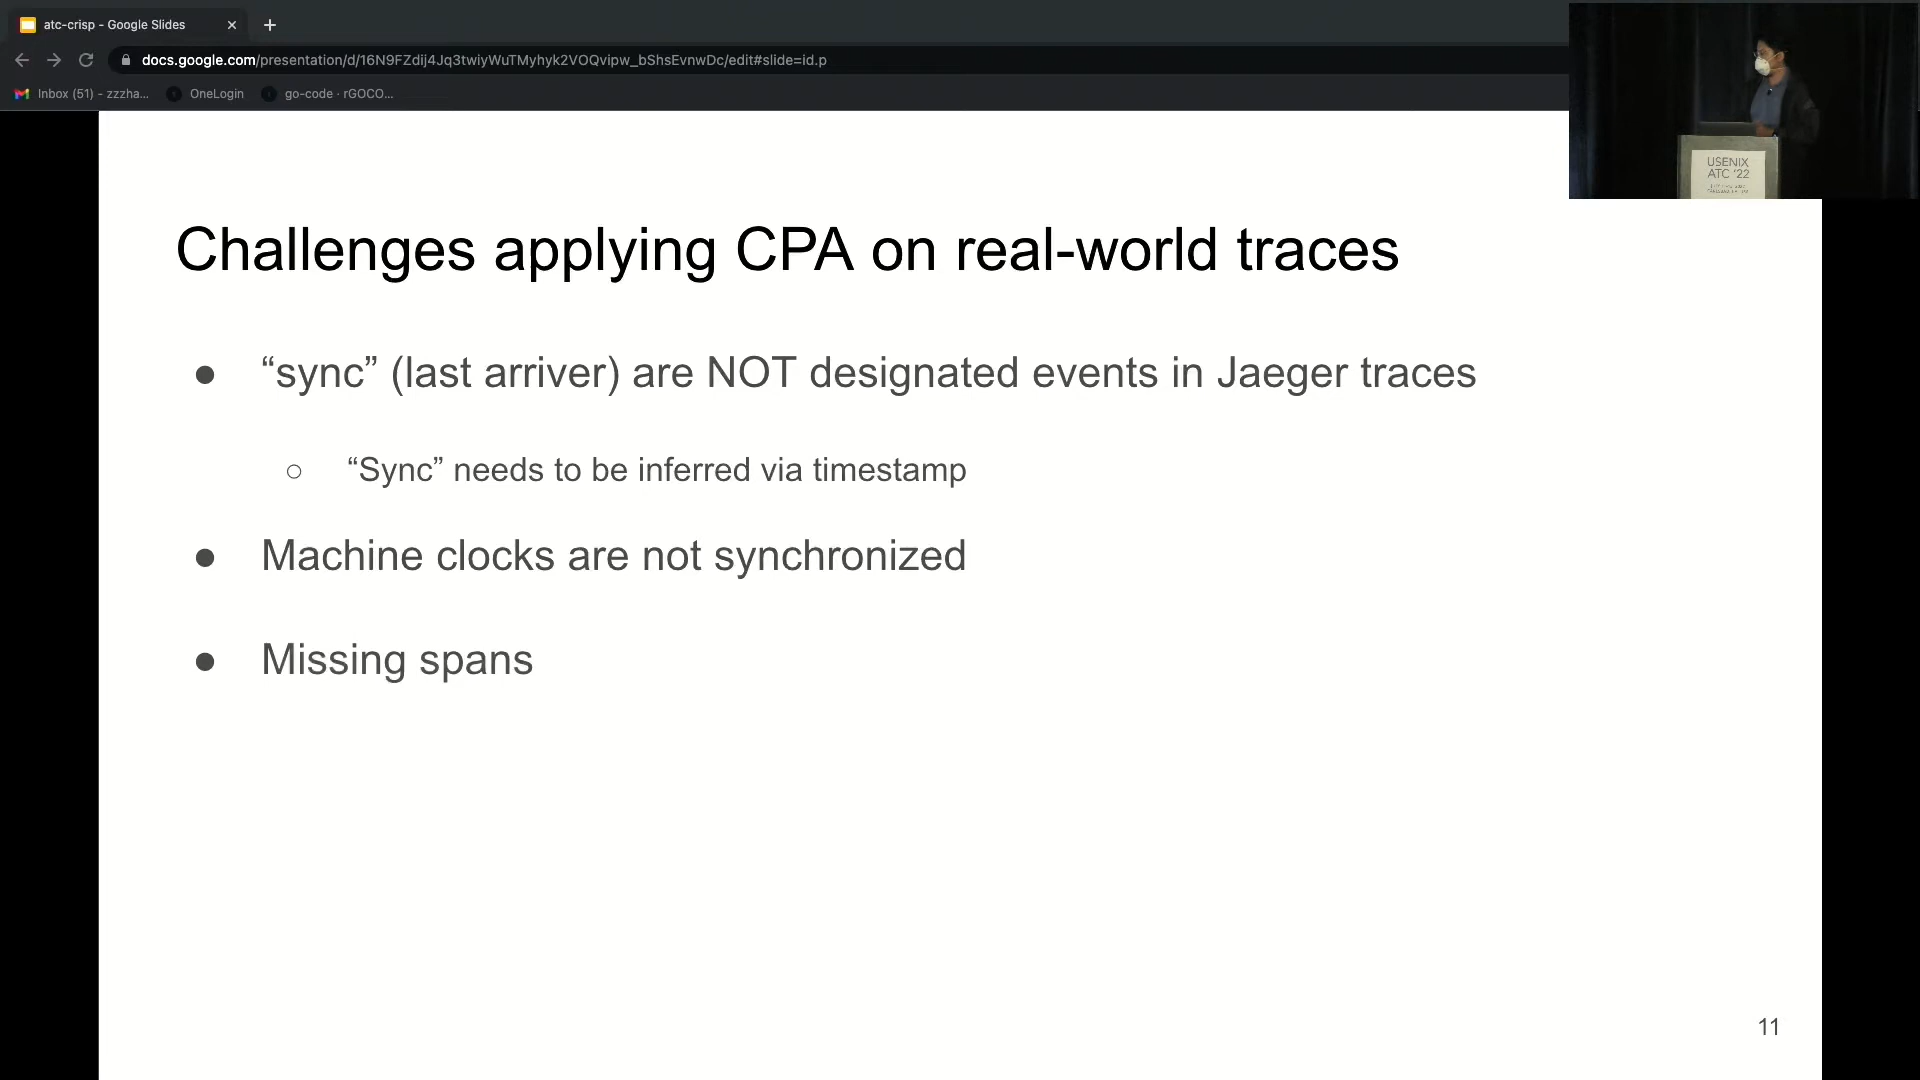 atc-crisp - Google Slides
docs.google.com/presentation/d/16N9FZdij4Jq3twiyWuTMyhyk2VOQvipw_bShsEvnwDc/edit#slide=id.p
Inbox (51) - zzzha... OneLogin go-code · rGOCO...
USENIX
ATC '22
Challenges applying CPA on real-world traces
● “sync” (last arriver) are NOT designated events in Jaeger traces
○ “Sync” needs to be inferred via timestamp
● Machine clocks are not synchronized
● Missing spans
11